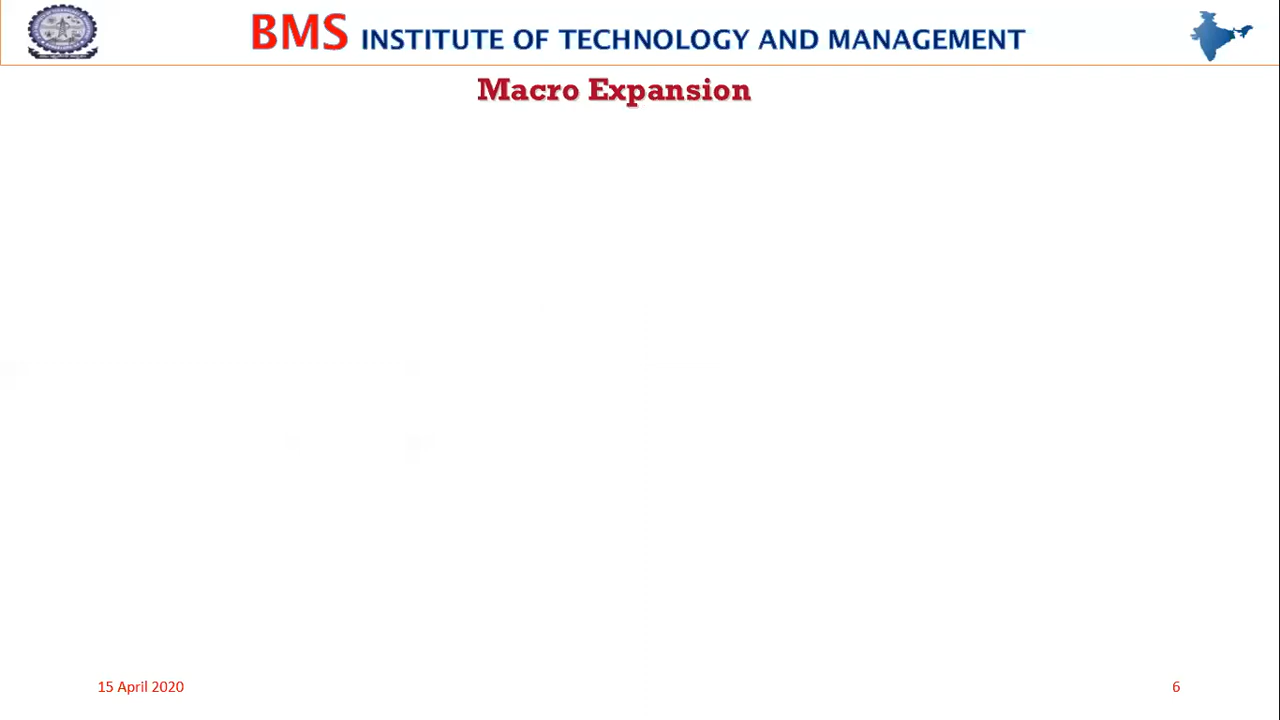 BMS INSTITUTE OF TECHNOLOGY AND MANAGEMENT
Macro Expansion
15 April 2020
6